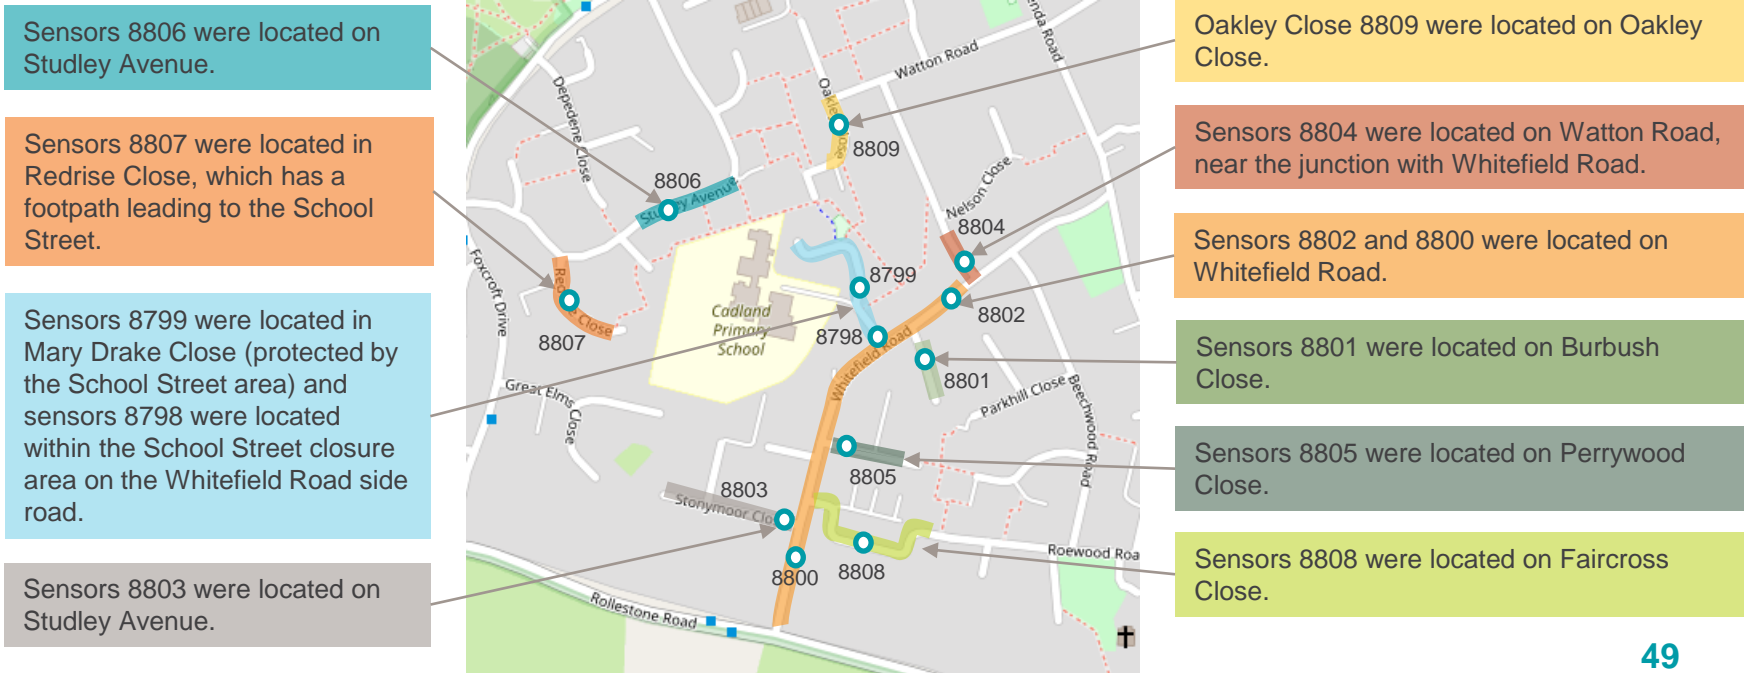 Sensors 8806 were located on
Studley Avenue.
Sensors 8807 were located in
Redrise Close, which has a
footpath leading to the School
Street.
Sensors 8799 were located in
Mary Drake Close (protected by
the School Street area) and
sensors 8798 were located
within the School Street closure
area on the Whitefield Road side
road.
Sensors 8803 were located on
Studley Avenue.
Watton Road
Depedene Close
8809
8806
Studley Avenue
Nelson Close
8804
Foxcroft Drive
8799
Cadland
Primary
School
8802
8807
8798
Whitefield Road
8801
Great Elms
Close
Parkhill Close
Beechwood Road
8805
8803
Stonymoor Clo
8800
8808
Roewood Roa
Rollestone Road
Oakley Close 8809 were located on Oakley
Close.
Sensors 8804 were located on Watton Road,
near the junction with Whitefield Road.
Sensors 8802 and 8800 were located on
Whitefield Road.
Sensors 8801 were located on Burbush
Close.
Sensors 8805 were located on Perrywood
Close.
Sensors 8808 were located on Faircross
Close.
49